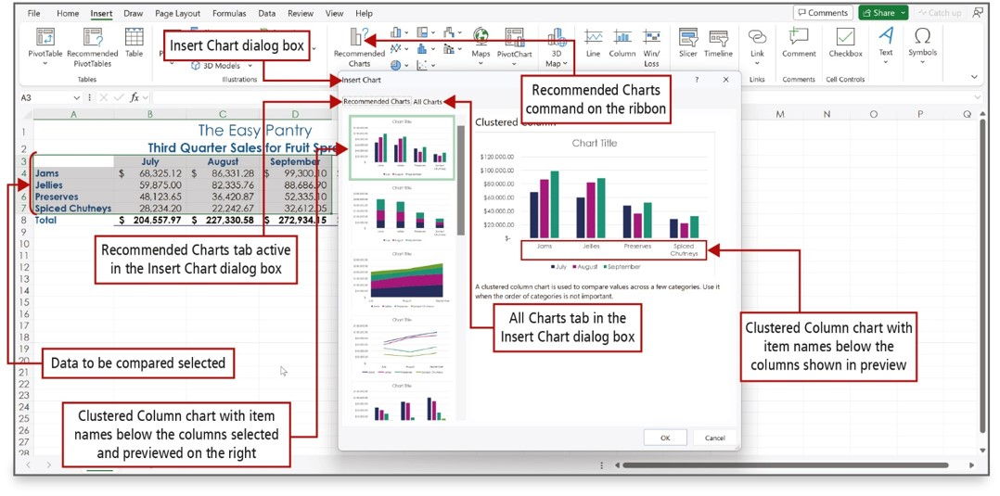 File Home Insert Draw Page Layout Formulas Data Review View Help Comments Share Catch up
PivotTable Recommended PivotTables Table
3D Models
Recommended Charts
Maps PivotChart 3D Map Line Column Win/Loss Slicer Timeline Link Comment Checkbox Text Symbols
Tables Illustrations Links Comments Cell Controls
Insert Chart dialog box
Recommended Charts
command on the ribbon
A3 fx
A B C D M N O P Q
1 The Easy Pantry
2 Third Quarter Sales for Fruit Spre
3 July August September
4 Jams $ 68,325.12 $ 86,331.28 $ 99,300.10
5 Jellies 59,875.00 82,335.76 88,686.90
6 Preserves 48,123.65 36,420.87 52,335.10
7 Spiced Chutneys 28,234.20 22,242.67 32,612.05
8 Total $ 204,557.97 $ 227,330.58 $ 272,934.15
9
10
11
12
13
14
15
16
17
18
19
20
21
22
23
24
25
26
27
28
Insert Chart ? ×
Recommended Charts All Charts
Chart Title
Chart Title
Chart Title
Chart Title
Chart Title
Clustered Column
Chart Title
$120,000.00
$100,000.00
$80,000.00
$60,000.00
$40,000.00
$20,000.00
$-
Jams Jellies Preserves Spiced
Chutneys
July August September
A clustered column chart is used to compare values across a few categories. Use it
when the order of categories is not important.
OK Cancel
Recommended Charts tab active
in the Insert Chart dialog box
All Charts tab in the
Insert Chart dialog box
Clustered Column chart with
item names below the
columns shown in preview
Data to be compared selected
Clustered Column chart with item
names below the columns selected
and previewed on the right